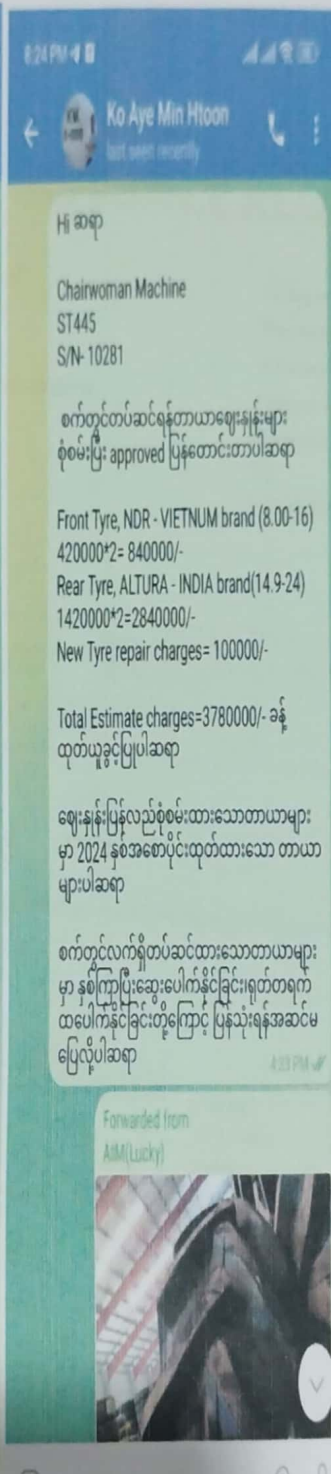 8:24 PM
Ko Aye Min Htoon
last seen recently
Hi ဆရာ
Chairwoman Machine
ST445
S/N- 10281
စက်တွင်တပ်ဆင်ရန်တာယာဈေးနှုန်းများ
စုံစမ်းပြီး approved ပြန်တောင်းတာပါဆရာ
Front Tyre, NDR - VIETNUM brand (8.00-16)
420000*2= 840000/-
Rear Tyre, ALTURA - INDIA brand(14.9-24)
1420000*2=2840000/-
New Tyre repair charges= 100000/-
Total Estimate charges=3780000/- ခန့်
ထုတ်ယူခွင့်ပြုပါဆရာ
ဈေးနှုန်းပြန်လည်စုံစမ်းထားသောတာယာများ
မှာ 2024 နှစ်အစောပိုင်းထုတ်ထားသော တာယာ
များပါဆရာ
စက်တွင်လက်ရှိတပ်ဆင်ထားသောတာယာများ
မှာ နှစ်ကြာပြီးဆွေးပေါက်နိုင်ခြင်း၊ရုတ်တရက်
ထပေါက်နိုင်ခြင်းတို့ကြောင့် ပြန်သုံးရန်အဆင်မ
ပြေလို့ပါဆရာ
4:33 PM
Forwarded from
AIM(Lucky)